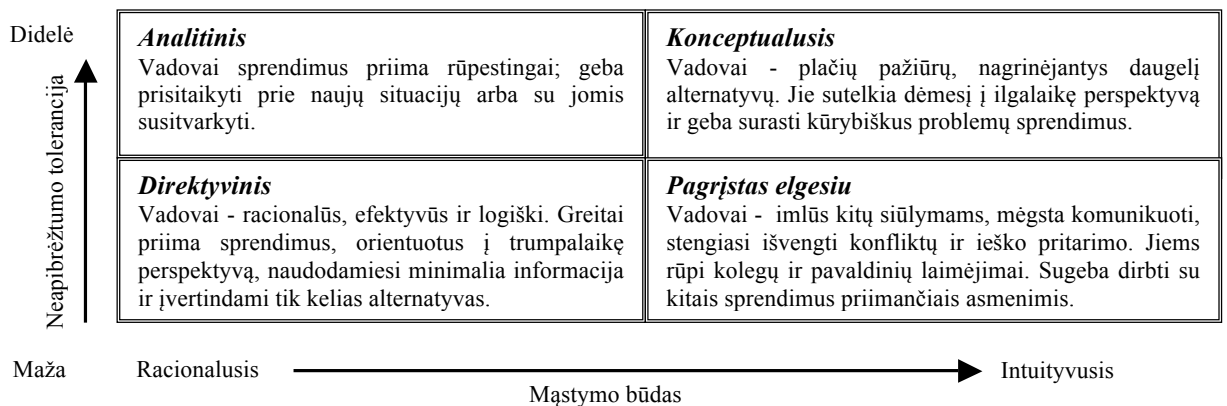 Didelė
Neapibrėžtumo tolerancija
Analitinis
Vadovai sprendimus priima rūpestingai; geba
prisitaikyti prie naujų situacijų arba su jomis
susitvarkyti.
Konceptualusis
Vadovai - plačių pažiūrų, nagrinėjantys daugelį
alternatyvų. Jie sutelkia dėmesį į ilgalaikę perspektyvą
ir geba surasti kūrybiškus problemų sprendimus.
Direktyvinis
Vadovai - racionalūs, efektyvūs ir logiški. Greitai
priima sprendimus, orientuotus į trumpalaikę
perspektyvą, naudodamiesi minimalia informacija
ir įvertindami tik kelias alternatyvas.
Pagrįstas elgesiu
Vadovai - imlūs kitų siūlymams, mėgsta komunikuoti,
stengiasi išvengti konfliktų ir ieško pritarimo. Jiems
rūpi kolegų ir pavaldinių laimėjimai. Sugeba dirbti su
kitais sprendimus priimančiais asmenimis.
Maža
Racionalusis
Intuityvusis
Mąstymo būdas